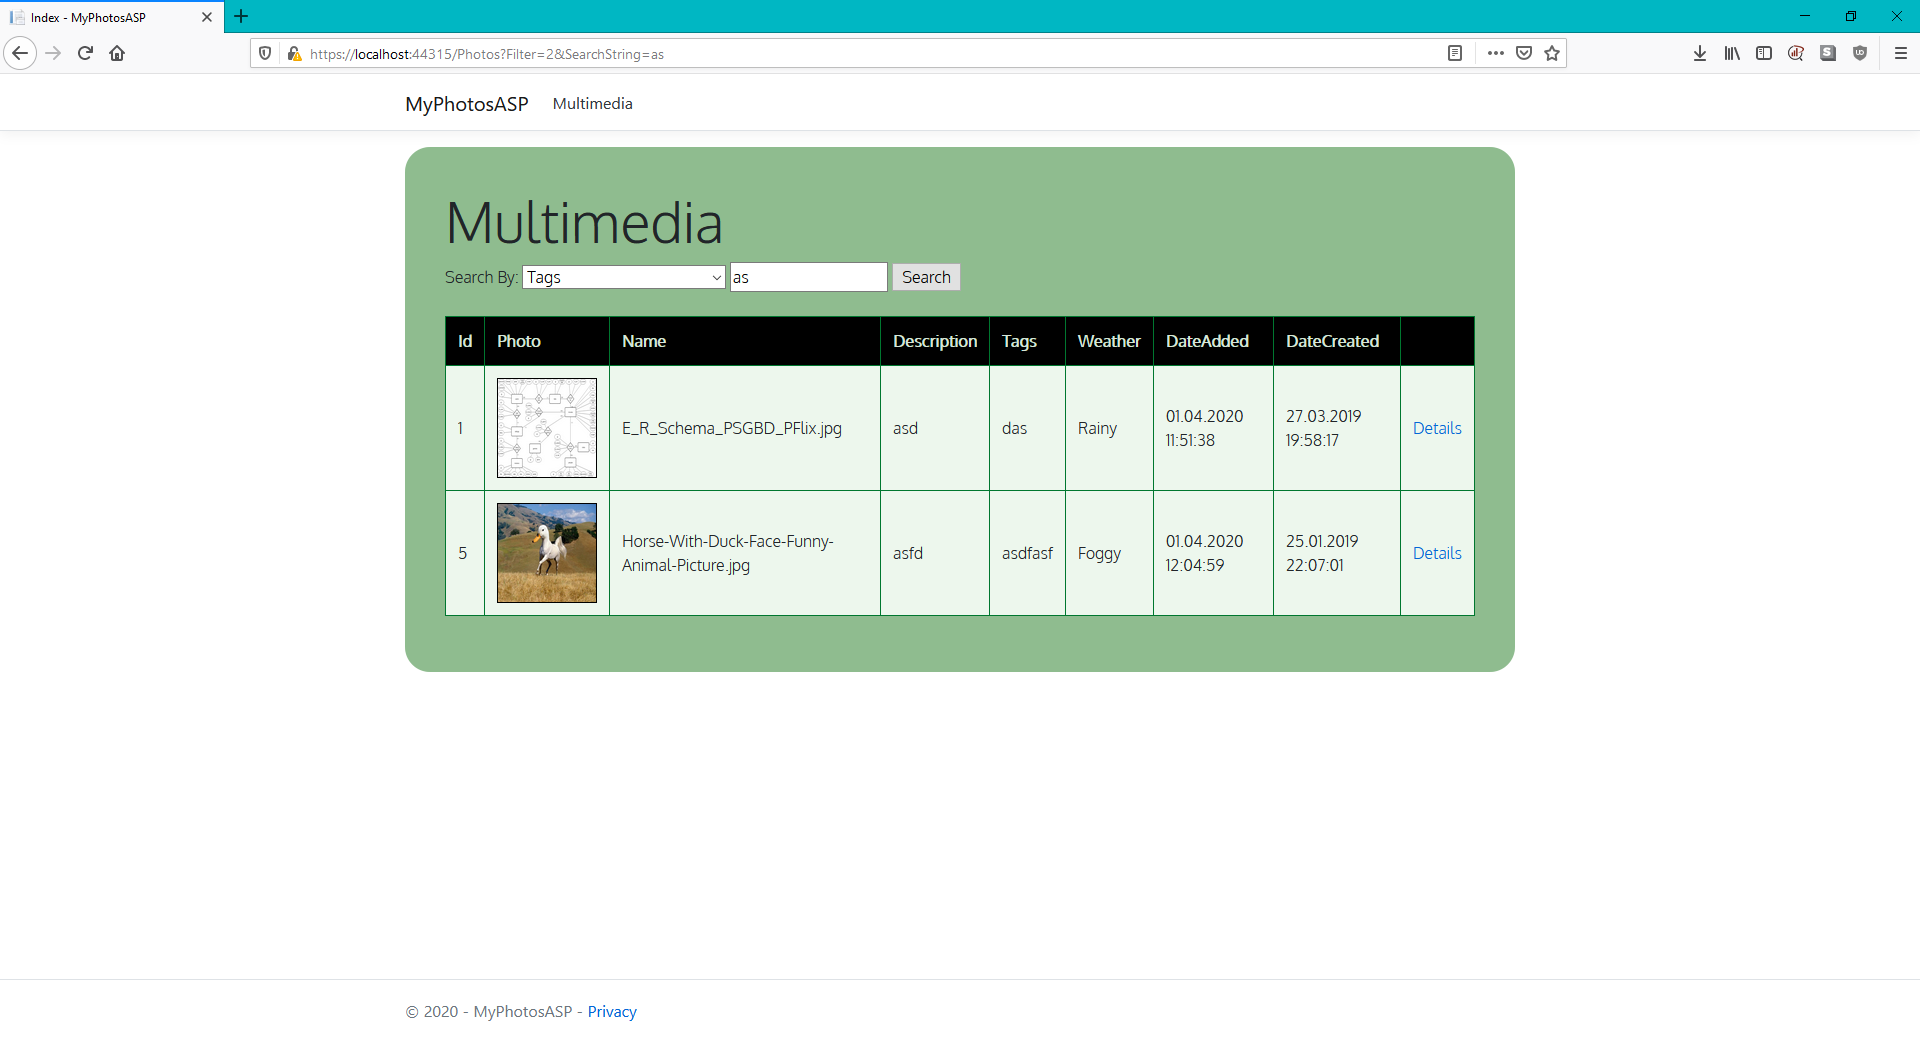 Index - MyPhotosASP
https://localhost:44315/Photos?Filter=2&SearchString=as
MyPhotosASP Multimedia
Multimedia
Search By: Tags as Search
Id Photo Name Description Tags Weather DateAdded DateCreated
1 E_R_Schema_PSGBD_PFlix.jpg asd das Rainy 01.04.2020 11:51:38 27.03.2019 19:58:17 Details
5 Horse-With-Duck-Face-Funny-Animal-Picture.jpg asfd asdfasf Foggy 01.04.2020 12:04:59 25.01.2019 22:07:01 Details
© 2020 - MyPhotosASP - Privacy